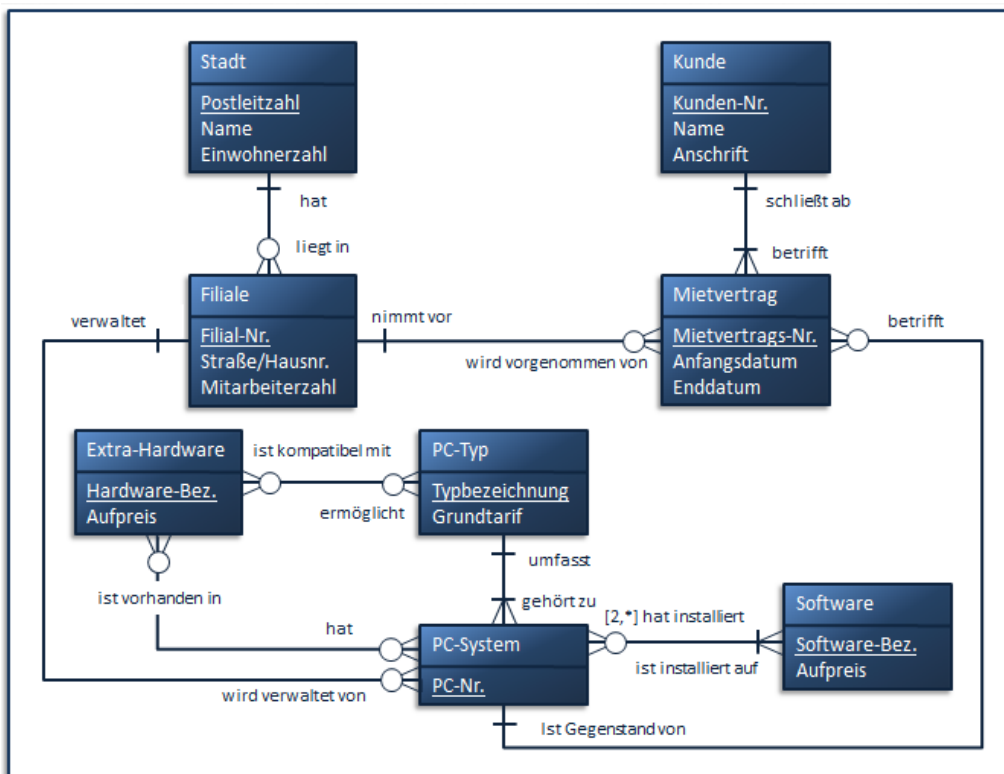 Stadt
Postleitzahl
Name
Einwohnerzahl
Kunde
Kunden-Nr.
Name
Anschrift
hat
liegt in
schließt ab
betrifft
Filiale
Filial-Nr.
Straße/Hausnr.
Mitarbeiterzahl
verwaltet
nimmt vor
wird vorgenommen von
Mietvertrag
Mietvertrags-Nr.
Anfangsdatum
Enddatum
betrifft
Extra-Hardware
Hardware-Bez.
Aufpreis
ist kompatibel mit
ermöglicht
PC-Typ
Typbezeichnung
Grundtarif
umfasst
gehört zu
ist vorhanden in
hat
wird verwaltet von
PC-System
PC-Nr.
[2,*] hat installiert
ist installiert auf
Software
Software-Bez.
Aufpreis
Ist Gegenstand von